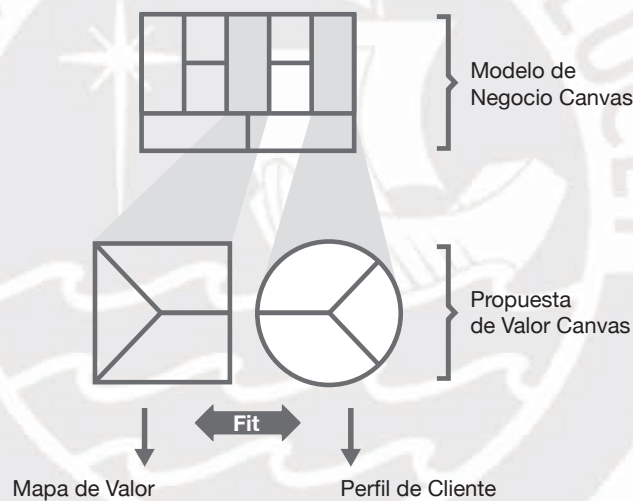 Modelo de
Negocio Canvas
Propuesta
de Valor Canvas
Fit
Mapa de Valor
Perfil de Cliente